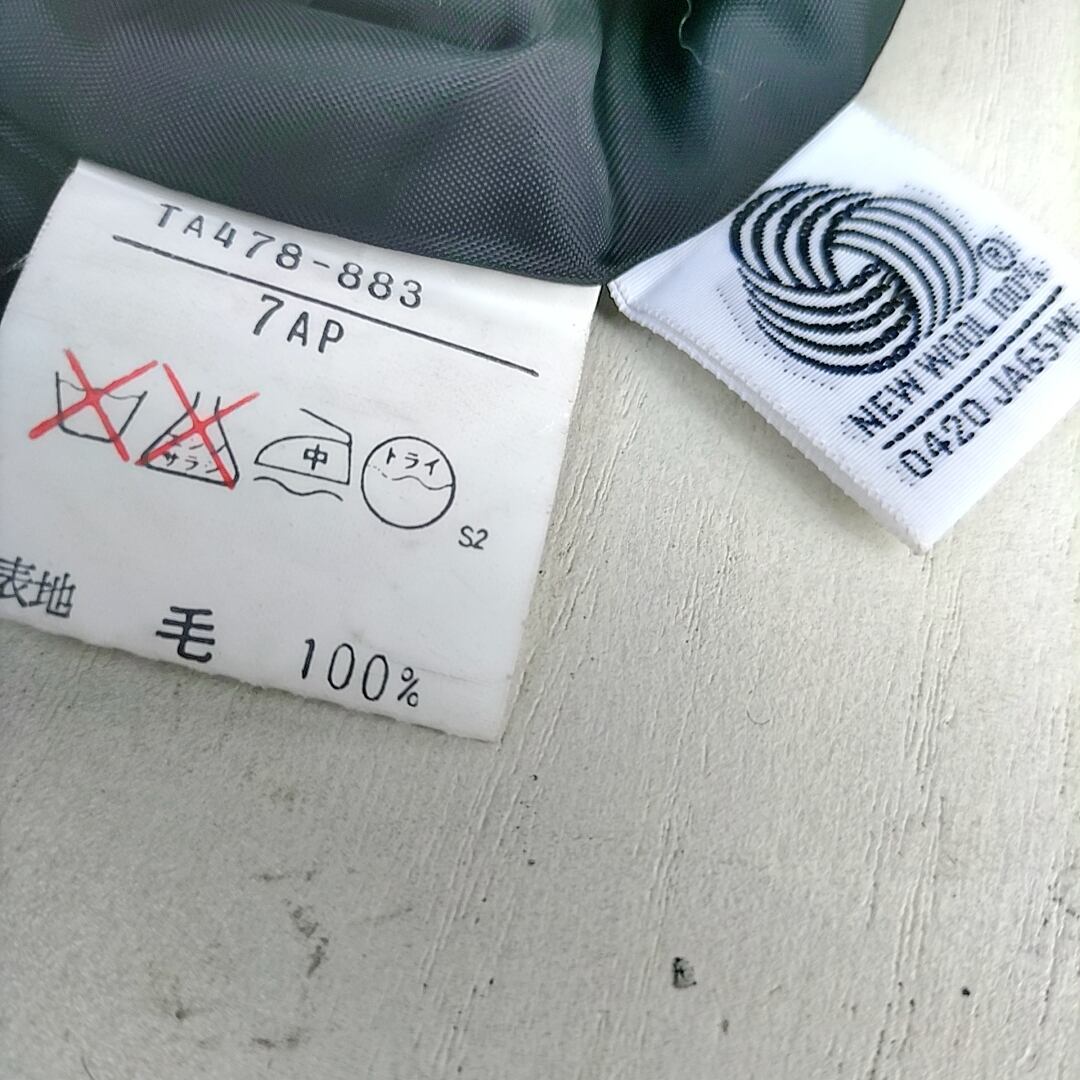 TA478-883
7AP
サラシ
中
ドライ
S2
表地 毛 100%
®
NEW WOOL 100%
0420 JA65W